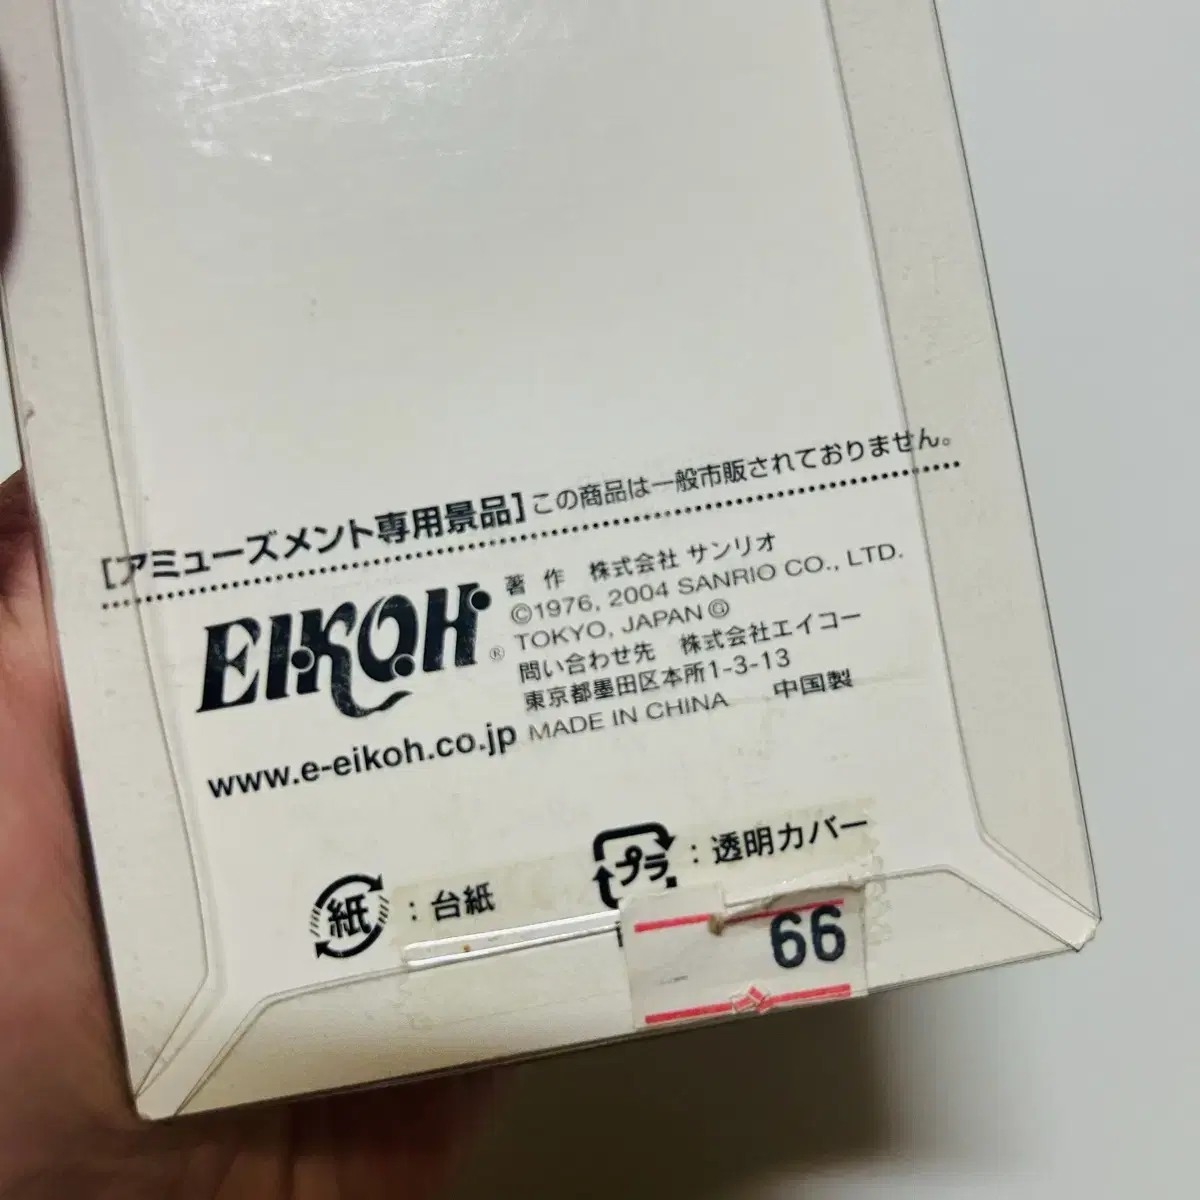 [アミューズメント専用景品] この商品は一般市販されておりません。
EIKOH®
著 作 株式会社 サンリオ
©1976, 2004 SANRIO CO., LTD.
TOKYO, JAPAN Ⓖ
問い合わせ先 株式会社エイコー
東京都墨田区本所1-3-13
MADE IN CHINA 中国製
www.e-eikoh.co.jp
紙 : 台紙
プラ : 透明カバー
66